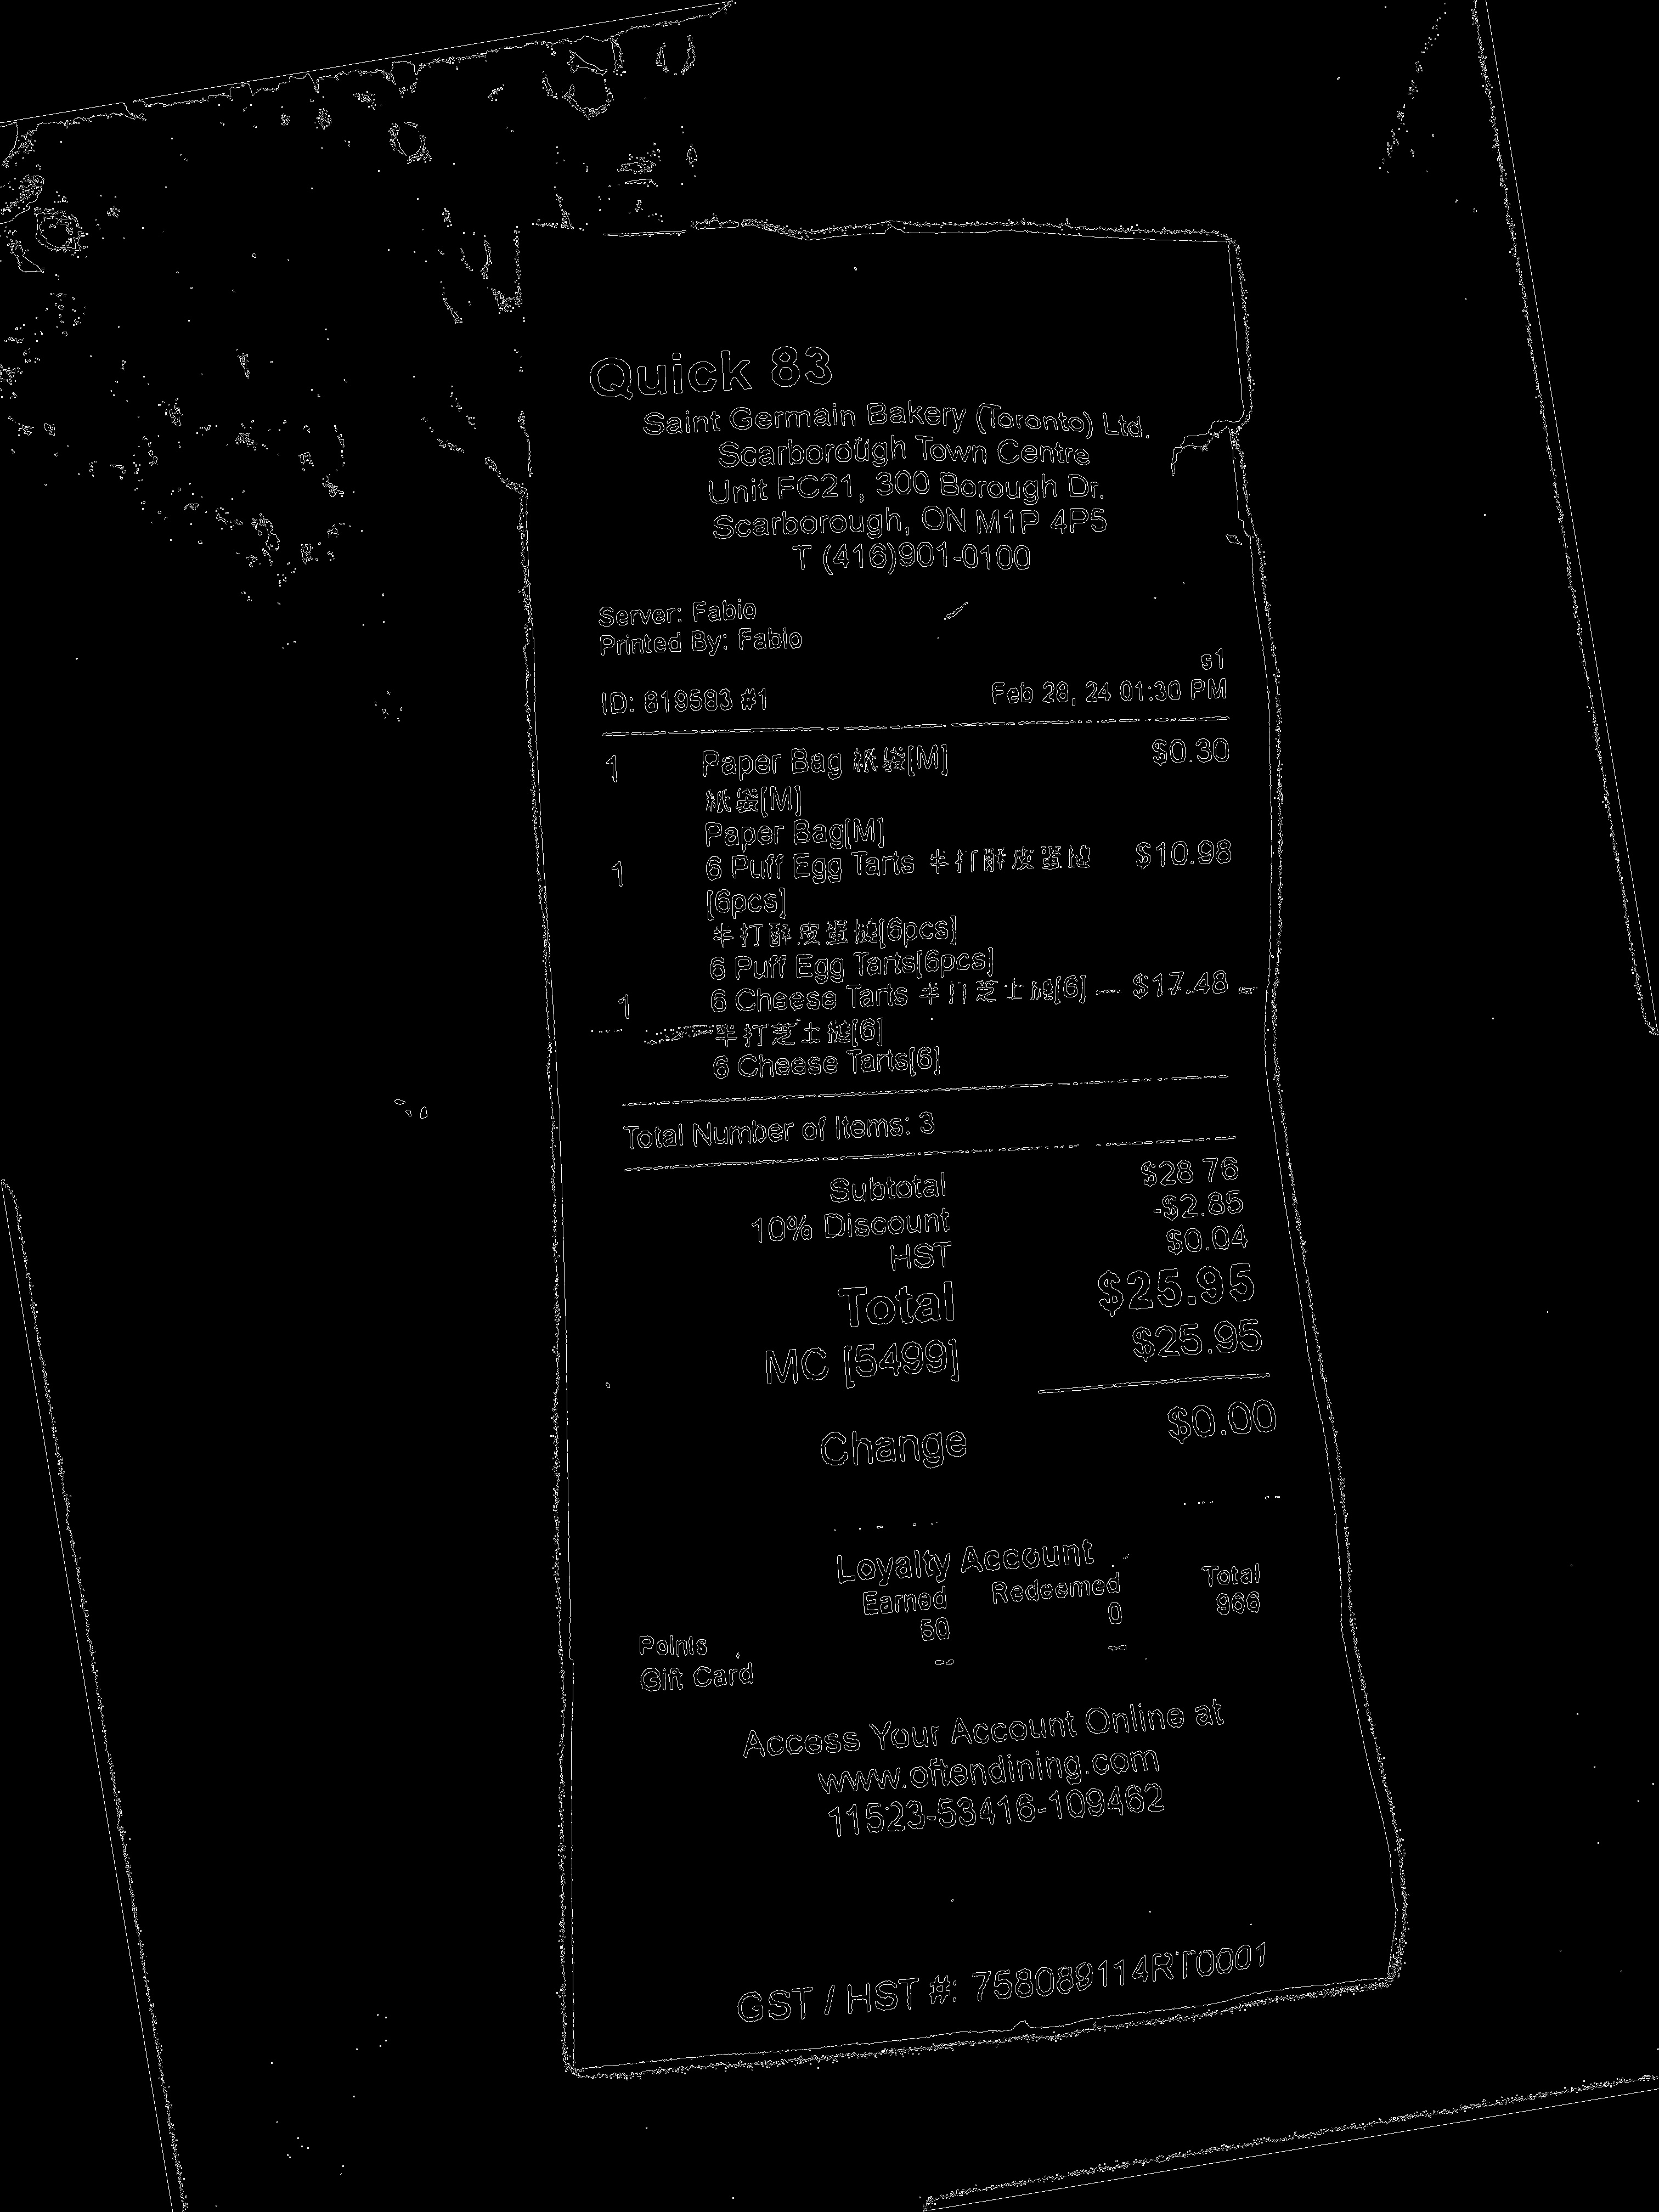 Quick 83
Saint Germain Bakery (Toronto) Ltd.
Scarborough Town Centre
Unit FC21, 300 Borough Dr.
Scarborough, ON M1P 4P5
T (416)901-0100
Server: Fabio
Printed By: Fabio
s1
ID: 819583 #1 Feb 28, 24 01:30 PM
1 Paper Bag 紙袋[M] $0.30
紙袋[M]
Paper Bag[M]
1 6 Puff Egg Tarts 半打酥皮蛋撻 $10.98
[6pcs]
半打酥皮蛋撻[6pcs]
6 Puff Egg Tarts[6pcs]
1 6 Cheese Tarts 半打芝士撻[6] $17.48
半打芝士撻[6]
6 Cheese Tarts[6]
Total Number of Items: 3
Subtotal $28.76
10% Discount -$2.85
HST $0.04
Total $25.95
MC [5499] $25.95
Change $0.00
Loyalty Account
Earned Redeemed Total
Points 50 0 966
Gift Card -- --
Access Your Account Online at
www.oftendining.com
11523-53416-109462
GST / HST #: 758089114RT0001